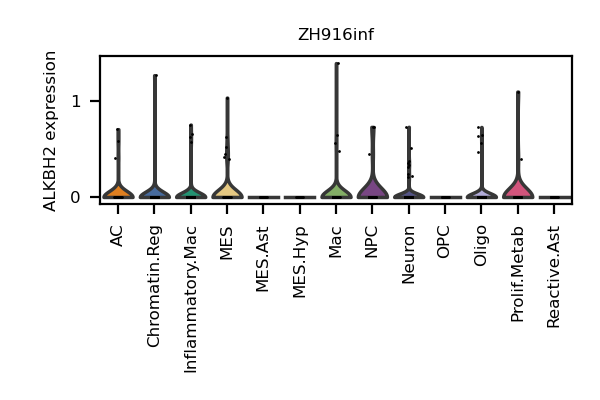 ZH916inf
ALKBH2 expression
1
0
AC
Chromatin.Reg
Inflammatory.Mac
MES
MES.Ast
MES.Hyp
Mac
NPC
Neuron
OPC
Oligo
Prolif.Metab
Reactive.Ast